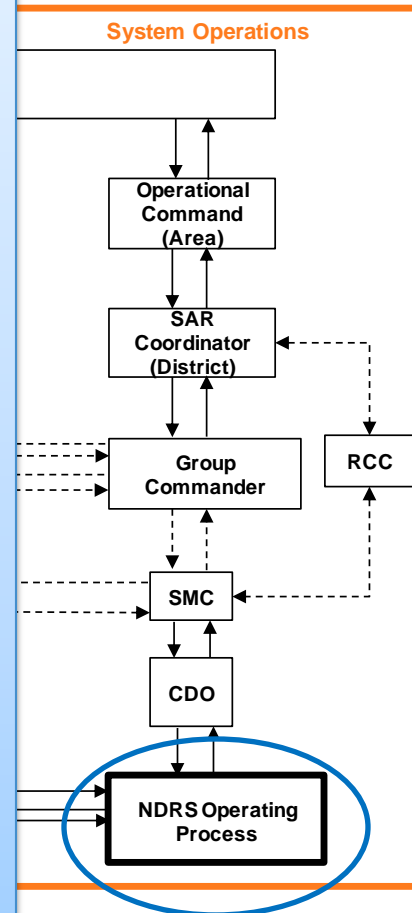 System Operations
Operational
Command
(Area)
SAR
Coordinator
(District)
Group
Commander
RCC
SMC
CDO
NDRS Operating
Process